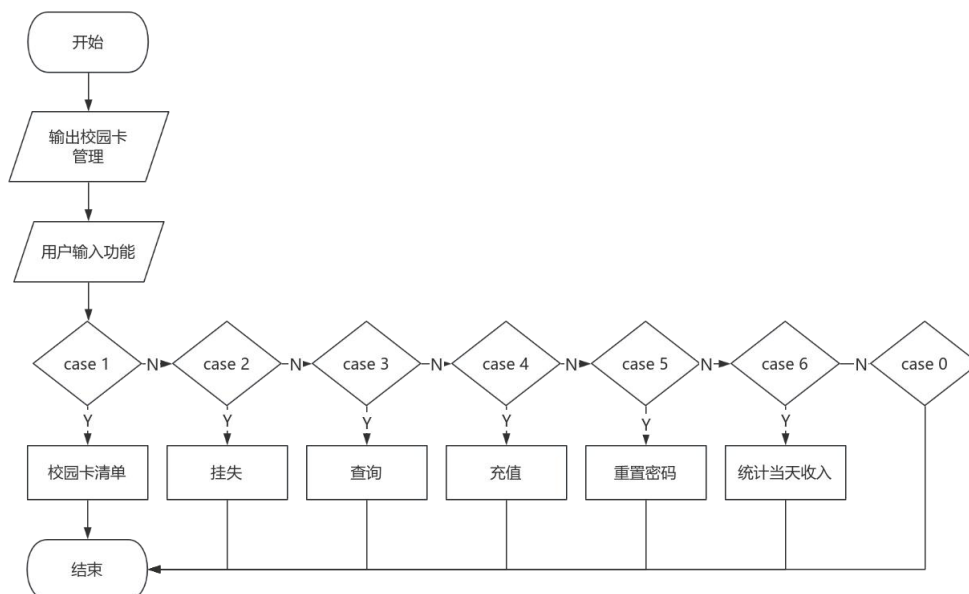 开始
输出校园卡
管理
用户输入功能
case 1
N
case 2
N
case 3
N
case 4
N
case 5
N
case 6
N
case 0
Y
Y
Y
Y
Y
Y
校园卡清单
挂失
查询
充值
重置密码
统计当天收入
结束